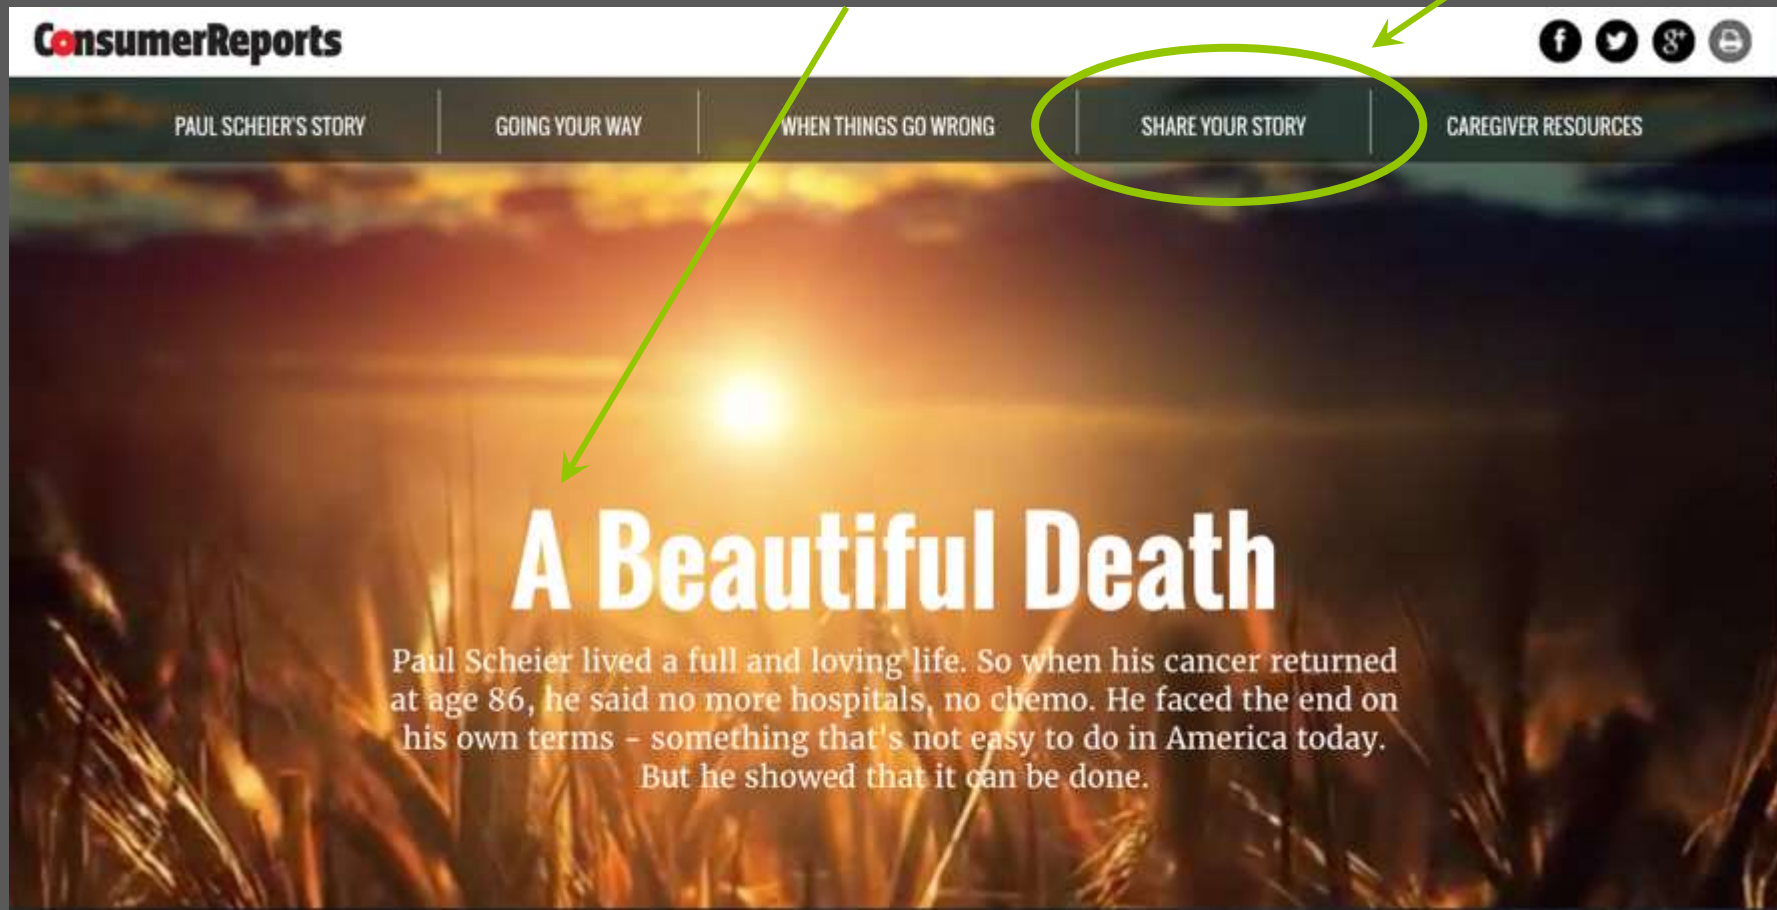 ConsumerReports
PAUL SCHEIER'S STORY
GOING YOUR WAY
WHEN THINGS GO WRONG
SHARE YOUR STORY
CAREGIVER RESOURCES
A Beautiful Death
Paul Scheier lived a full and loving life. So when his cancer returned
at age 86, he said no more hospitals, no chemo. He faced the end on
his own terms – something that's not easy to do in America today.
But he showed that it can be done.